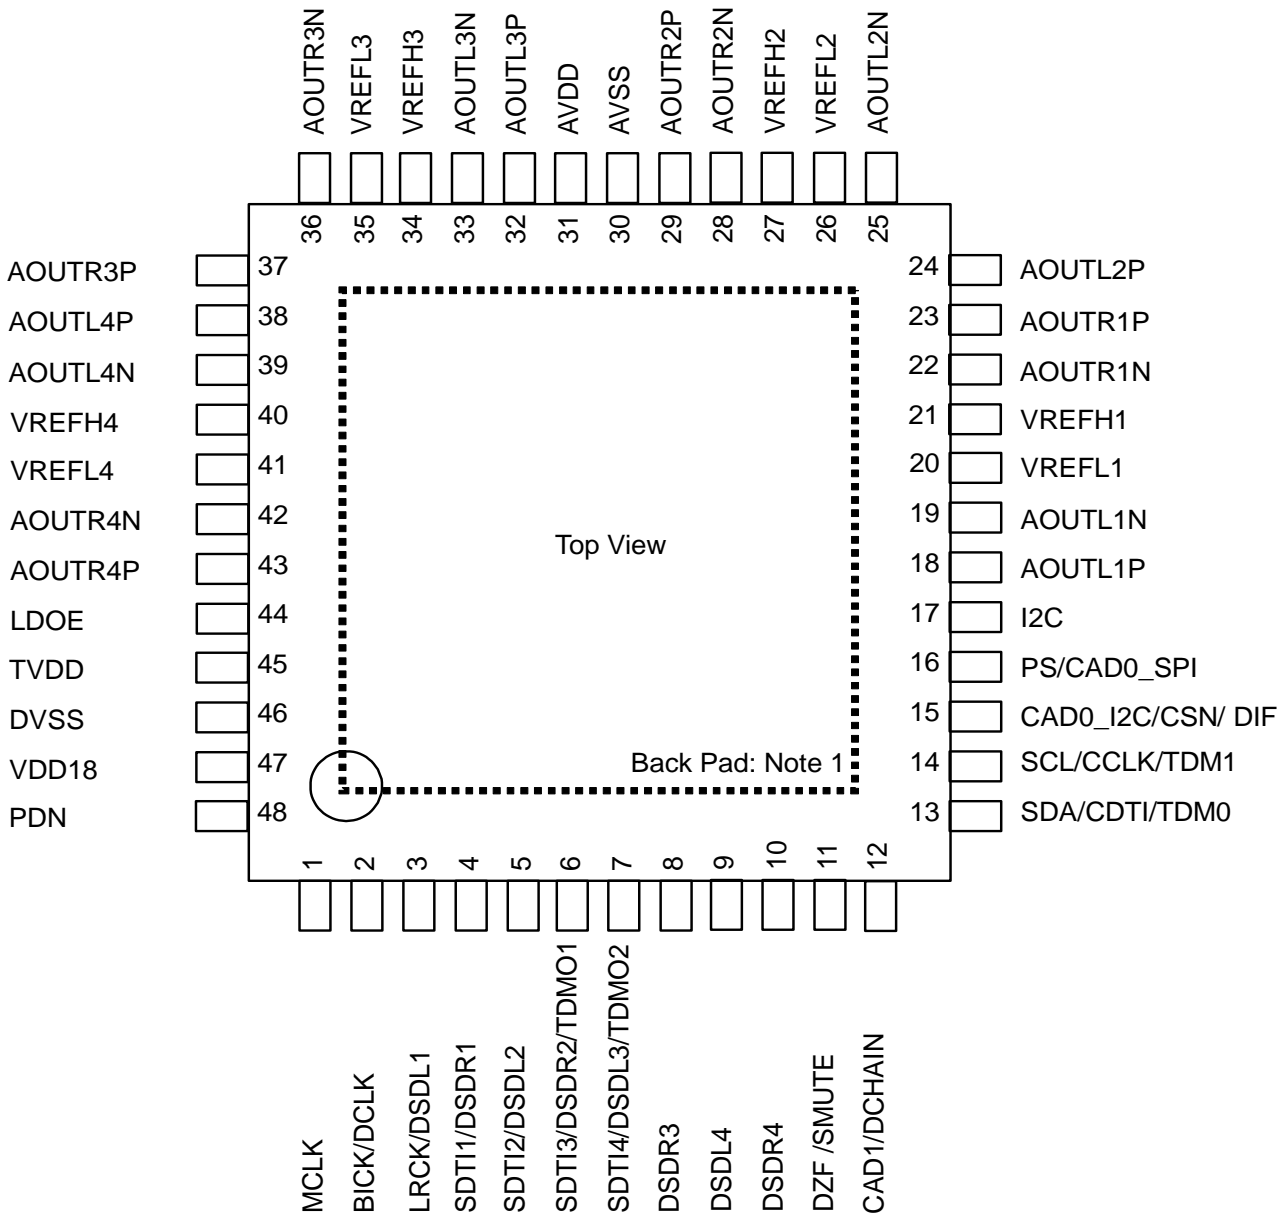 AOUTR3N
VREFL3
VREFH3
AOUTL3N
AOUTL3P
AVDD
AVSS
AOUTR2P
AOUTR2N
VREFH2
VREFL2
AOUTL2N
36
35
34
33
32
31
30
29
28
27
26
25
AOUTR3P 37
AOUTL4P 38
AOUTL4N 39
VREFH4 40
VREFL4 41
AOUTR4N 42
AOUTR4P 43
LDOE 44
TVDD 45
DVSS 46
VDD18 47
PDN 48
Top View
Back Pad: Note 1
24 AOUTL2P
23 AOUTR1P
22 AOUTR1N
21 VREFH1
20 VREFL1
19 AOUTL1N
18 AOUTL1P
17 I2C
16 PS/CAD0_SPI
15 CAD0_I2C/CSN/ DIF
14 SCL/CCLK/TDM1
13 SDA/CDTI/TDM0
1
2
3
4
5
6
7
8
9
10
11
12
MCLK
BICK/DCLK
LRCK/DSDL1
SDTI1/DSDR1
SDTI2/DSDL2
SDTI3/DSDR2/TDMO1
SDTI4/DSDL3/TDMO2
DSDR3
DSDL4
DSDR4
DZF /SMUTE
CAD1/DCHAIN